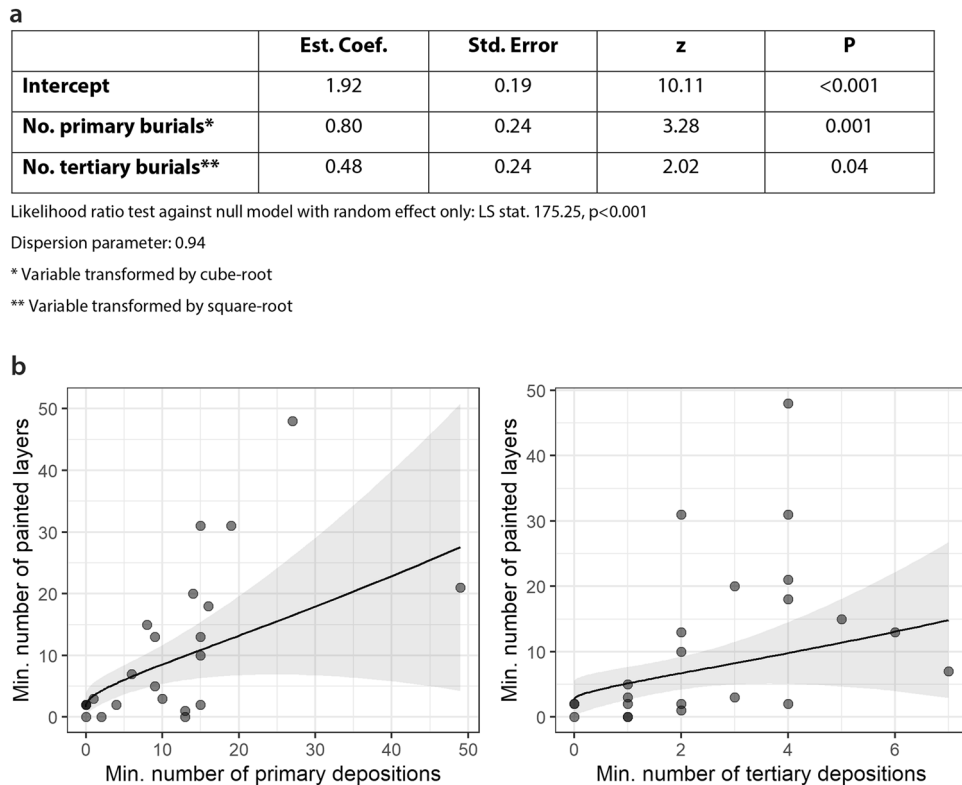 a
Est. Coef. Std. Error z P
Intercept 1.92 0.19 10.11 <0.001
No. primary burials* 0.80 0.24 3.28 0.001
No. tertiary burials** 0.48 0.24 2.02 0.04
Likelihood ratio test against null model with random effect only: LS stat. 175.25, p<0.001
Dispersion parameter: 0.94
* Variable transformed by cube-root
** Variable transformed by square-root
b
Min. number of painted layers
50
40
30
20
10
0
0 10 20 30 40 50
Min. number of primary depositions
Min. number of painted layers
50
40
30
20
10
0
0 2 4 6
Min. number of tertiary depositions